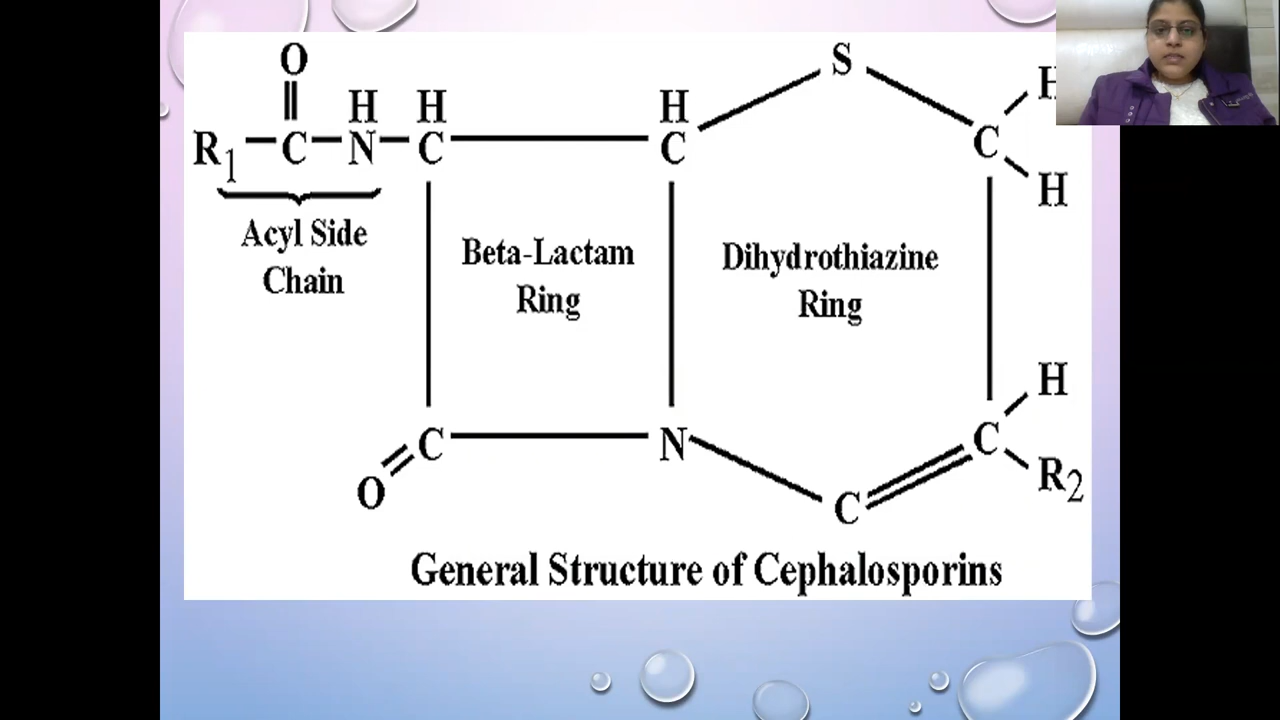 O
H H H S H
R1 C N C C C
H
Acyl Side
Chain
Beta-Lactam
Ring
Dihydrothiazine
Ring
H
C N C
O R2
C
General Structure of Cephalosporins